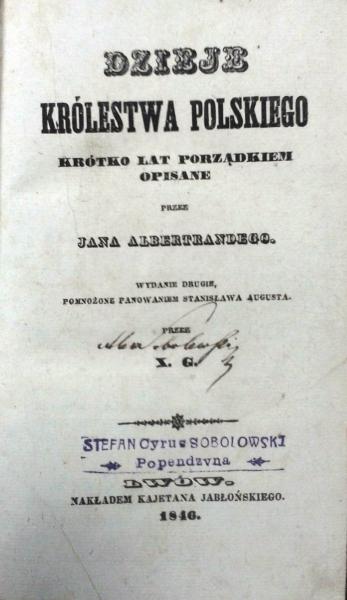 DZIEJE
KRÓLESTWA POLSKIEGO
KRÓTKO LAT PORZĄDKIEM
OPISANE
PRZEZ
JANA ALBERTRANDEGO.
WYDANIE DRUGIE,
POMNOŻONE PANOWANIEM STANISŁAWA AUGUSTA.
PRZEZ
X. G.
STEFAN Cyrus SOBOLOWSKI
Popendzyna
LWÓW.
NAKŁADEM KAJETANA JABŁOŃSKIEGO.
1846.